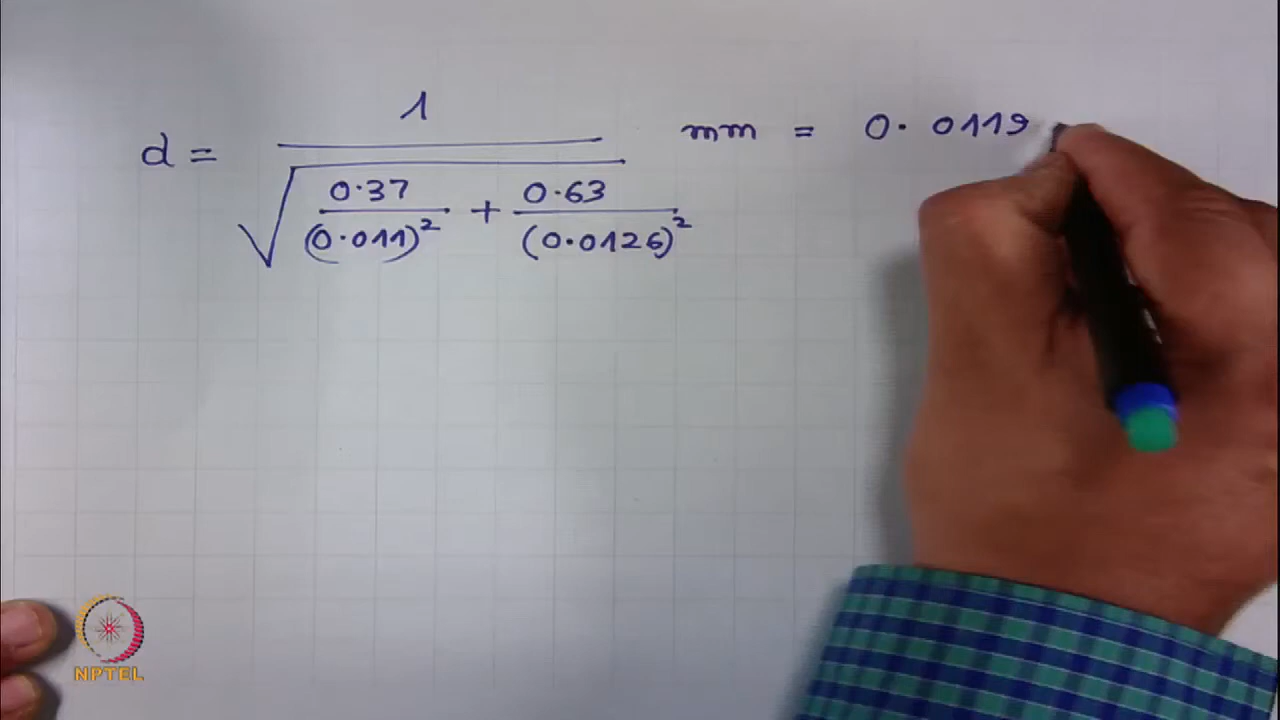 d = 1 / √( 0.37 / (0.011)² + 0.63 / (0.0126)² ) mm = 0.0119
NPTEL